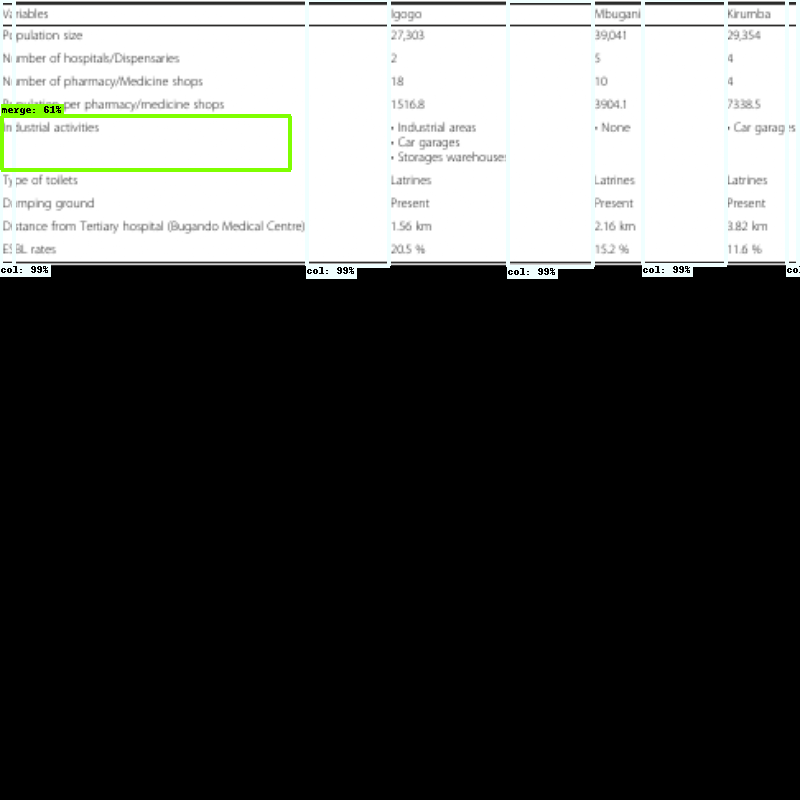 Variables Igogo Mbugani Kirumba
Population size 27,303 39,041 29,354
Number of hospitals/Dispensaries 2 5 4
Number of pharmacy/Medicine shops 18 10 4
Population per pharmacy/medicine shops 1516.8 3904.1 7338.5
merge: 61%
Industrial activities • Industrial areas • None • Car garages
• Car garages
• Storages warehouses
Type of toilets Latrines Latrines Latrines
Dumping ground Present Present Present
Distance from Tertiary hospital (Bugando Medical Centre) 1.56 km 2.16 km 3.82 km
ESBL rates 20.5 % 15.2 % 11.6 %
col: 99% col: 99% col: 99% col: 99% col